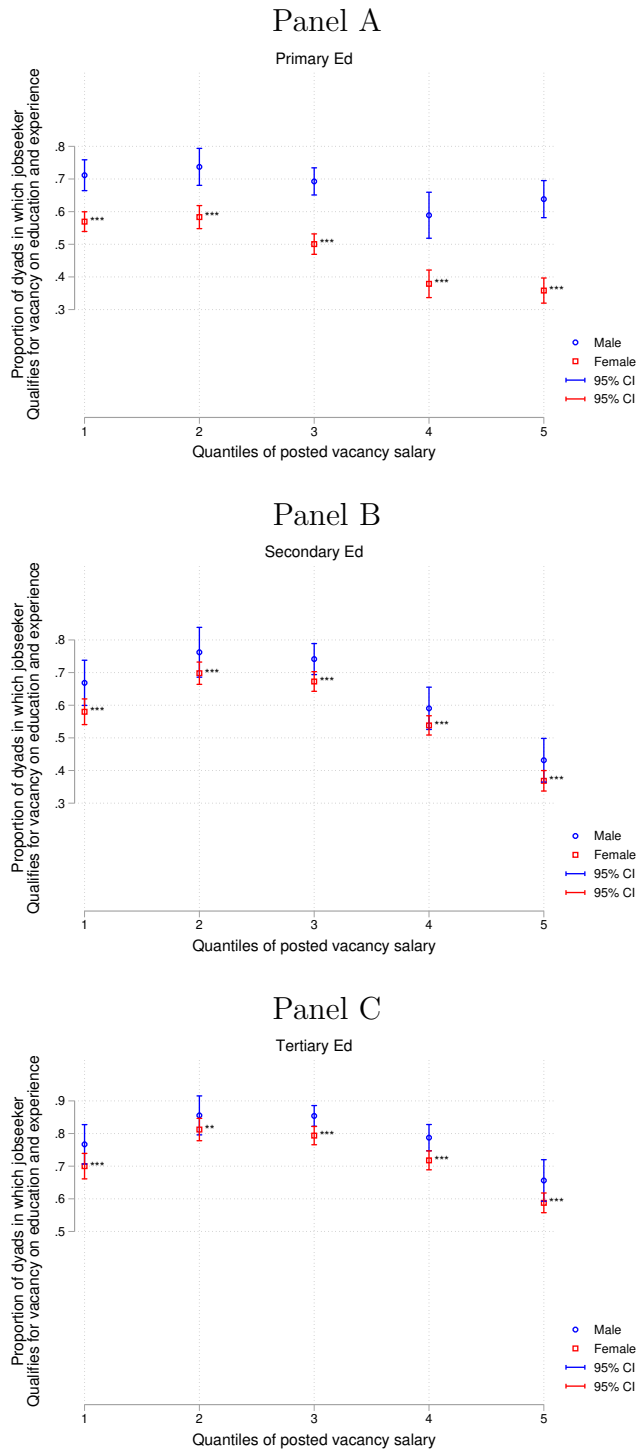 Panel A
Primary Ed
Proportion of dyads in which jobseeker
Qualifies for vacancy on education and experience
.8
.7
.6
.5
.4
.3
***
***
***
***
***
1 2 3 4 5
Quantiles of posted vacancy salary
Male
Female
95% CI
95% CI
Panel B
Secondary Ed
Proportion of dyads in which jobseeker
Qualifies for vacancy on education and experience
.8
.7
.6
.5
.4
.3
***
***
***
***
***
1 2 3 4 5
Quantiles of posted vacancy salary
Male
Female
95% CI
95% CI
Panel C
Tertiary Ed
Proportion of dyads in which jobseeker
Qualifies for vacancy on education and experience
.9
.8
.7
.6
.5
***
**
***
***
***
1 2 3 4 5
Quantiles of posted vacancy salary
Male
Female
95% CI
95% CI